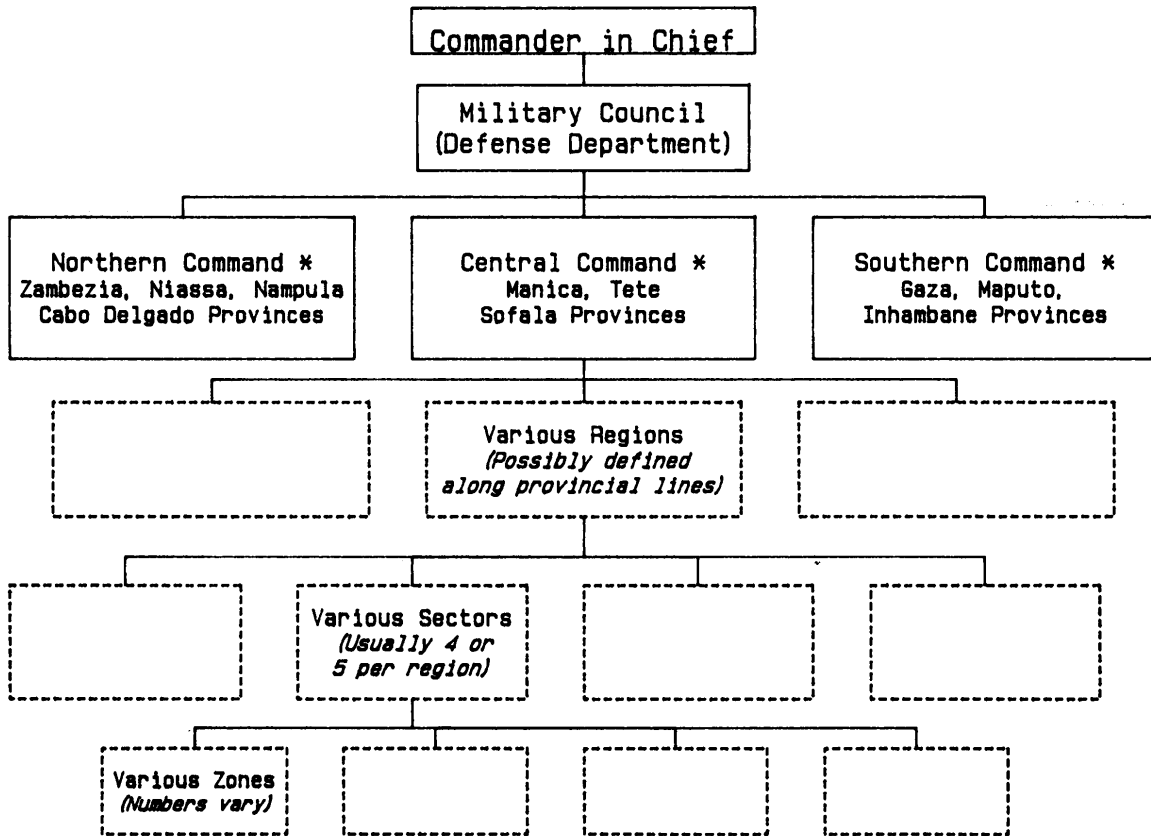 Commander in Chief
Military Council
(Defense Department)
Northern Command *
Zambezia, Niassa, Nampula
Cabo Delgado Provinces
Central Command *
Manica, Tete
Sofala Provinces
Southern Command *
Gaza, Maputo,
Inhambane Provinces
Various Regions
(Possibly defined
along provincial lines)
Various Sectors
(Usually 4 or
5 per region)
Various Zones
(Numbers vary)